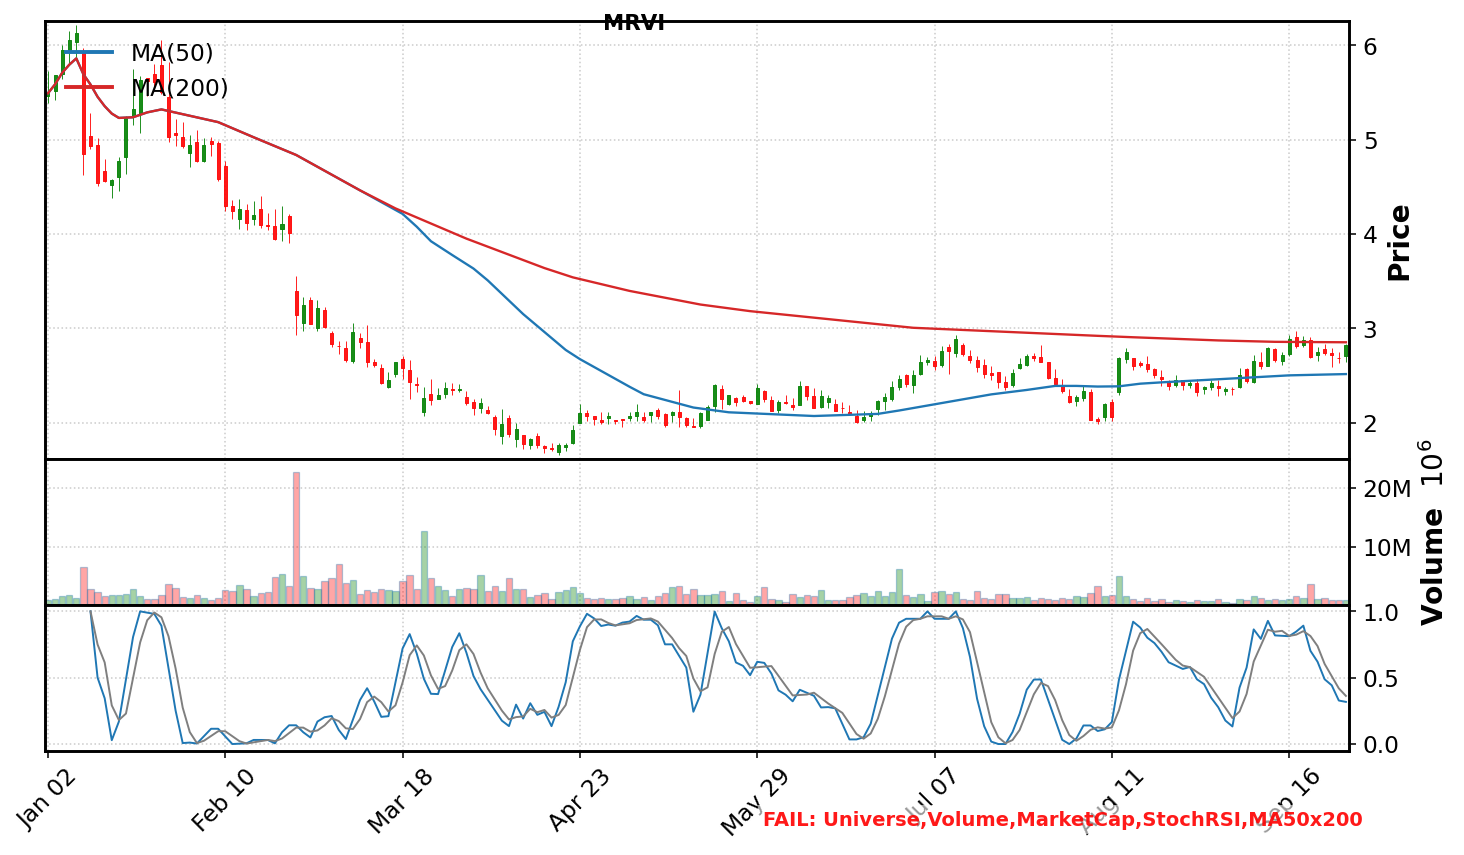 MRVI
MA(50)
MA(200)
6
5
4
3
2
Price
20M
10M
Volume 10^6
1.0
0.5
0.0
Jan 02
Feb 10
Mar 18
Apr 23
May 29
Jul 07
Aug 11
Sep 16
FAIL: Universe,Volume,Marketcap,StochRSI,MA50x200